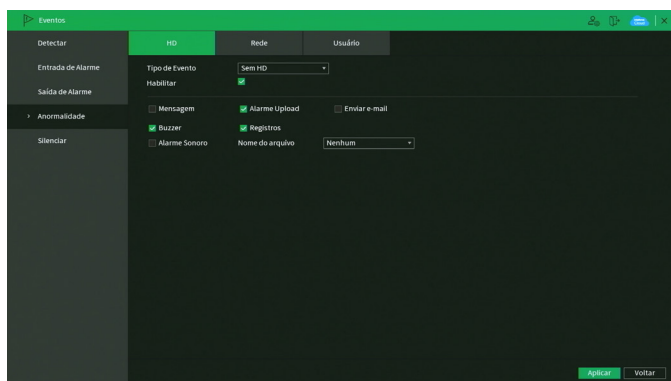 Eventos
Detectar
HD
Rede
Usuário
Entrada de Alarme
Tipo de Evento
Sem HD
Habilitar
Saída de Alarme
Mensagem
Alarme Upload
Enviar e-mail
Anormalidade
Buzzer
Registros
Silenciar
Alarme Sonoro
Nome do arquivo
Nenhum
Aplicar
Voltar